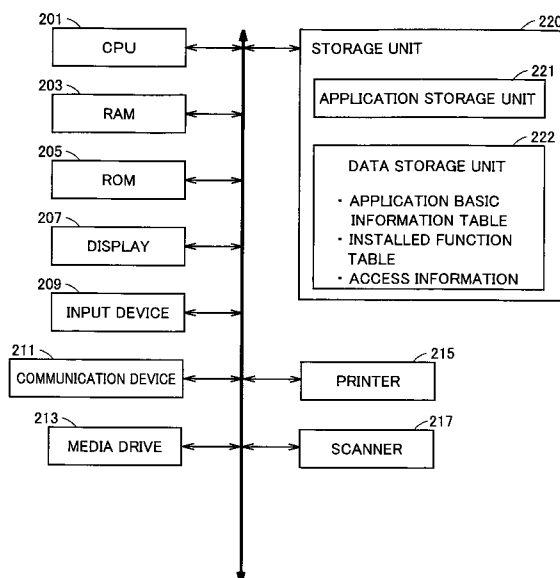 201
CPU
203
RAM
205
ROM
207
DISPLAY
209
INPUT DEVICE
211
COMMUNICATION DEVICE
213
MEDIA DRIVE
220
STORAGE UNIT
221
APPLICATION STORAGE UNIT
222
DATA STORAGE UNIT
· APPLICATION BASIC
INFORMATION TABLE
· INSTALLED FUNCTION
TABLE
· ACCESS INFORMATION
215
PRINTER
217
SCANNER